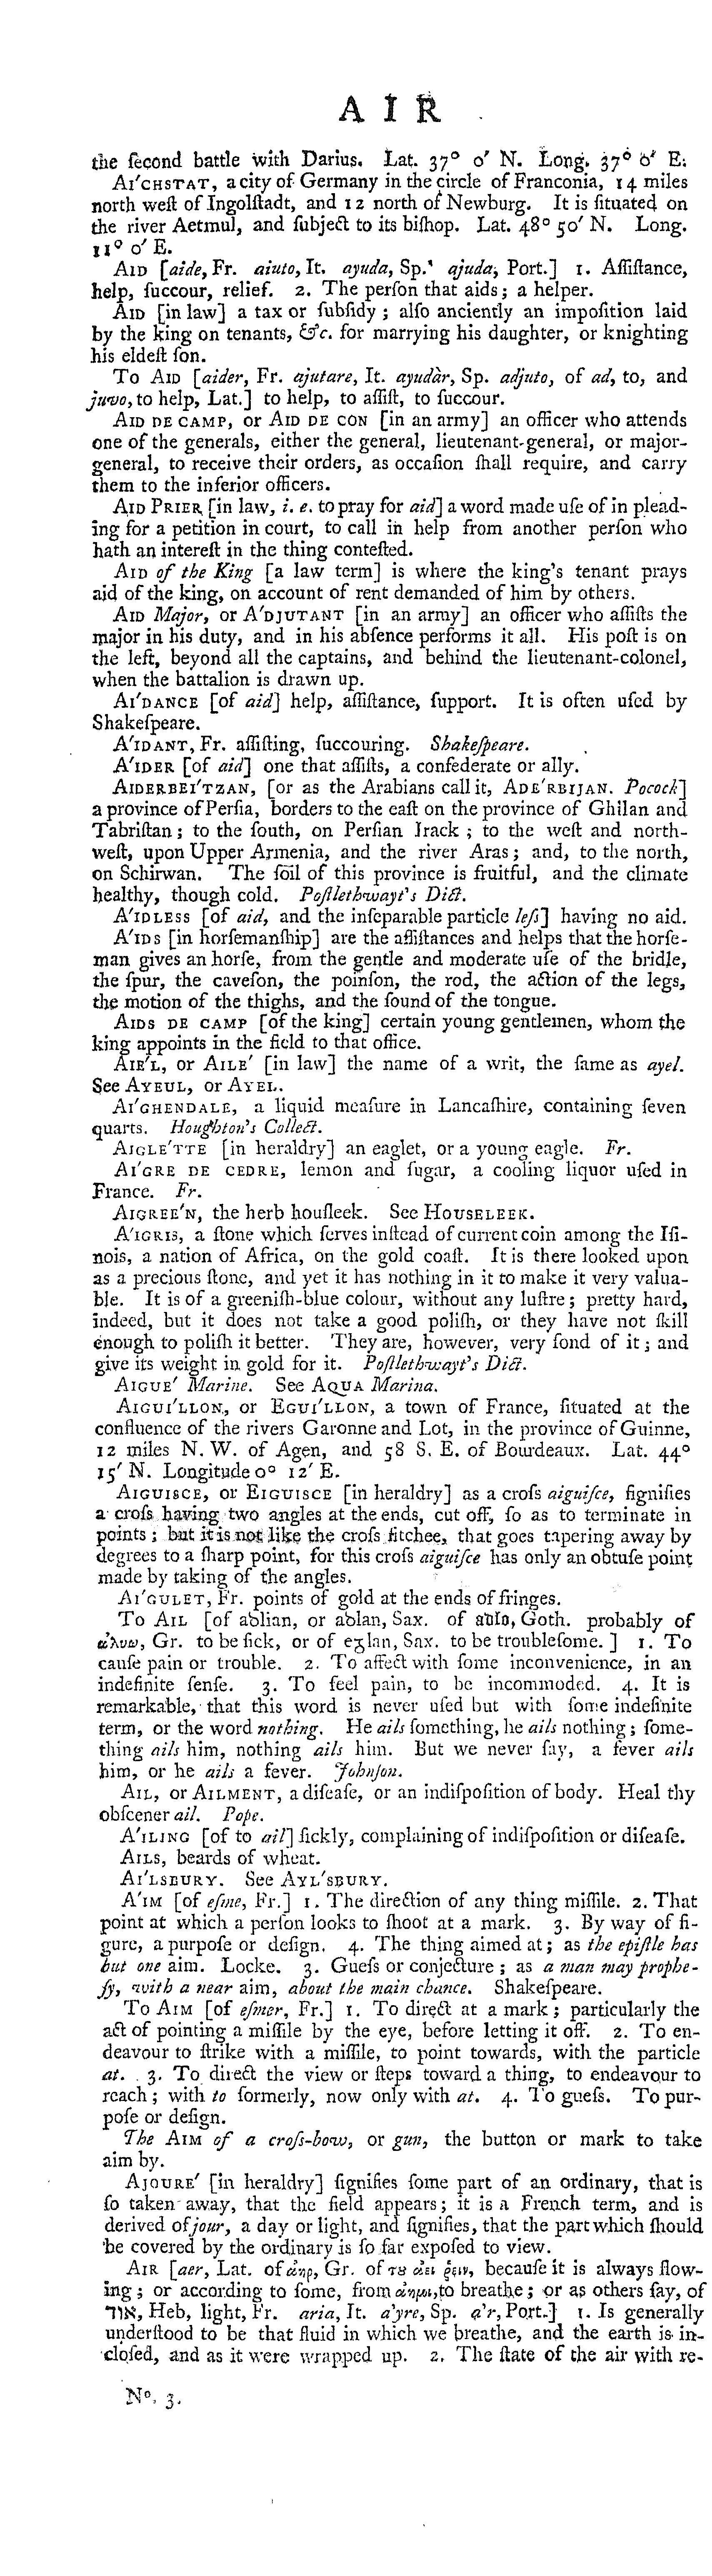 A I R
the ſecond battle with Darius. Lat. 37° 0′ N. Long. 37° 0′ E.
AI′CHSTAT, a city of Germany in the circle of Franconia, 14 miles
north weſt of Ingolſtadt, and 12 north of Newburg. It is ſituated on
the river Aetmul, and ſubject to its biſhop. Lat. 48° 50′ N. Long.
11° 0′ E.
AID [aide, Fr. aiuto, It. ayuda, Sp. ajuda, Port.] 1. Aſſiſtance,
help, ſuccour, relief. 2. The perſon that aids; a helper.
AID [in law] a tax or ſubſidy; alſo anciently an impoſition laid
by the king on tenants, &c. for marrying his daughter, or knighting
his eldeſt ſon.
To AID [aider, Fr. ajutare, It. ayudàr, Sp. adjuto, of ad, to, and
juvo, to help, Lat.] to help, to aſſiſt, to ſuccour.
AID DE CAMP, or AID DE CON [in an army] an officer who attends
one of the generals, either the general, lieutenant-general, or major-
general, to receive their orders, as occaſion ſhall require, and carry
them to the inferior officers.
AID PRIER [in law, i. e. to pray for aid] a word made uſe of in plead-
ing for a petition in court, to call in help from another perſon who
hath an intereſt in the thing conteſted.
AID of the King [a law term] is where the king's tenant prays
aid of the king, on account of rent demanded of him by others.
AID Major, or A′DJUTANT [in an army] an officer who aſſiſts the
major in his duty, and in his abſence performs it all. His poſt is on
the left, beyond all the captains, and behind the lieutenant-colonel,
when the battalion is drawn up.
AI′DANCE [of aid] help, aſſiſtance, ſupport. It is often uſed by
Shakeſpeare.
A′IDANT, Fr. aſſiſting, ſuccouring. Shakeſpeare.
A′IDER [of aid] one that aſſiſts, a confederate or ally.
AIDERBEI′TZAN, [or as the Arabians call it, ADE′RBIJAN. Pocock]
a province of Perſia, borders to the eaſt on the province of Ghilan and
Tabriſtan; to the ſouth, on Perſian Irack; to the weſt and north-
weſt, upon Upper Armenia, and the river Aras; and, to the north,
on Schirwan. The ſoil of this province is fruitful, and the climate
healthy, though cold. Poſtlethwayt's Dict.
A′IDLESS [of aid, and the inſeparable particle leſs] having no aid.
A′IDS [in horſemanſhip] are the aſſiſtances and helps that the horſe-
man gives an horſe, from the gentle and moderate uſe of the bridle,
the ſpur, the caveſon, the poinſon, the rod, the action of the legs,
the motion of the thighs, and the ſound of the tongue.
AIDS DE CAMP [of the king] certain young gentlemen, whom the
king appoints in the field to that office.
AIE′L, or AILE′ [in law] the name of a writ, the ſame as ayel.
See AYEUL, or AYEL.
AI′GHENDALE, a liquid meaſure in Lancaſhire, containing ſeven
quarts. Houghton's Collect.
AIGLE′TTE [in heraldry] an eaglet, or a young eagle. Fr.
AI′GRE DE CEDRE, lemon and ſugar, a cooling liquor uſed in
France. Fr.
AIGREE′N, the herb houſleek. See HOUSELEEK.
A′IGRIS, a ſtone which ſerves inſtead of current coin among the Iſi-
nois, a nation of Africa, on the gold coaſt. It is there looked upon
as a precious ſtone, and yet it has nothing in it to make it very valua-
ble. It is of a greeniſh-blue colour, without any luſtre; pretty hard,
indeed, but it does not take a good poliſh, or they have not ſkill
enough to poliſh it better. They are, however, very fond of it; and
give its weight in gold for it. Poſtlethwayt's Dict.
AIGUE′ Marine. See AQUA Marina.
AIGUI′LLON, or EGUI′LLON, a town of France, ſituated at the
confluence of the rivers Garonne and Lot, in the province of Guinne,
12 miles N. W. of Agen, and 58 S. E. of Bourdeaux. Lat. 44°
15′ N. Longitude 0° 12′ E.
AIGUISCE, or EIGUISCE [in heraldry] as a croſs aiguiſce, ſignifies
a croſs having two angles at the ends, cut off, ſo as to terminate in
points; but it is not like the croſs fitchee, that goes tapering away by
degrees to a ſharp point, for this croſs aiguiſce has only an obtuſe point
made by taking of the angles.
AI′GULET, Fr. points of gold at the ends of fringes.
To AIL [of aðlian, or aðlan, Sax. of Goth. probably of
αλυω, Gr. to be ſick, or of eȝlan, Sax. to be troubleſome.] 1. To
cauſe pain or trouble. 2. To affect with ſome inconvenience, in an
indefinite ſenſe. 3. To feel pain, to be incommoded. 4. It is
remarkable, that this word is never uſed but with ſome indefinite
term, or the word nothing. He ails ſomething, he ails nothing; ſome-
thing ails him, nothing ails him. But we never ſay, a fever ails
him, or he ails a fever. Johnſon.
AIL, or AILMENT, a diſeaſe, or an indiſpoſition of body. Heal thy
obſcener ail. Pope.
A′ILING [of to ail] ſickly, complaining of indiſpoſition or diſeaſe.
AILS, beards of wheat.
AI′LSBURY. See AYL′SBURY.
A′IM [of eſme, Fr.] 1. The direction of any thing miſſile. 2. That
point at which a perſon looks to ſhoot at a mark. 3. By way of fi-
gure, a purpoſe or deſign. 4. The thing aimed at; as the epiſtle has
but one aim. Locke. 3. Gueſs or conjecture; as a man may prophe-
ſy, with a near aim, about the main chance. Shakeſpeare.
To AIM [of eſmer, Fr.] 1. To direct at a mark; particularly the
act of pointing a miſſile by the eye, before letting it off. 2. To en-
deavour to ſtrike with a miſſile, to point towards, with the particle
at. 3. To direct the view or ſteps toward a thing, to endeavour to
reach; with to formerly, now only with at. 4. To gueſs. To pur-
poſe or deſign.
The AIM of a croſs-bow, or gun, the button or mark to take
aim by.
AJOURE′ [in heraldry] ſignifies ſome part of an ordinary, that is
ſo taken away, that the field appears; it is a French term, and is
derived of jour, a day or light, and ſignifies, that the part which ſhould
be covered by the ordinary is ſo far expoſed to view.
AIR [aer, Lat. of ἀηρ, Gr. of τȣ ἀει ῥειν, becauſe it is always flow-
ing; or according to ſome, from ἀημι, to breathe; or as others ſay, of
אור, Heb, light, Fr. aria, It. a′yre, Sp. a′r, Port.] 1. Is generally
underſtood to be that fluid in which we breathe, and the earth is in-
cloſed, and as it were wrapped up. 2. The ſtate of the air with re-
No. 3.